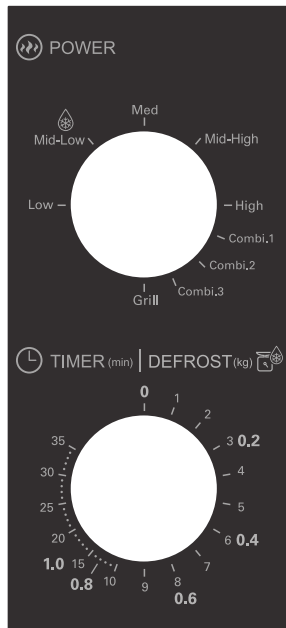 POWER
Med
Mid-Low
Mid-High
Low
High
Combi.1
Combi.2
Combi.3
Grill
TIMER (min) | DEFROST (kg)
0
1
2
3 0.2
4
5
6 0.4
7
8
0.6
9
10
0.8
15
1.0
20
25
30
35